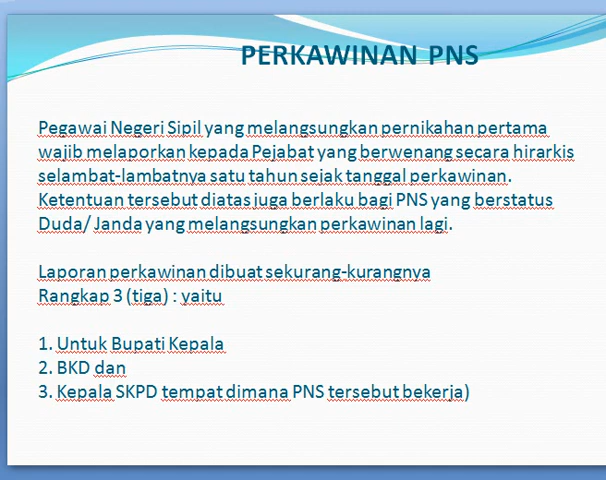 PERKAWINAN PNS
Pegawai Negeri Sipil yang melangsungkan pernikahan pertama
wajib melaporkan kepada Pejabat yang berwenang secara hirarkis
selambat-lambatnya satu tahun sejak tanggal perkawinan.
Ketentuan tersebut diatas juga berlaku bagi PNS yang berstatus
Duda/ Janda yang melangsungkan perkawinan lagi.
Laporan perkawinan dibuat sekurang-kurangnya
Rangkap 3 (tiga) : yaitu
1. Untuk Bupati Kepala
2. BKD dan
3. Kepala SKPD tempat dimana PNS tersebut bekerja)